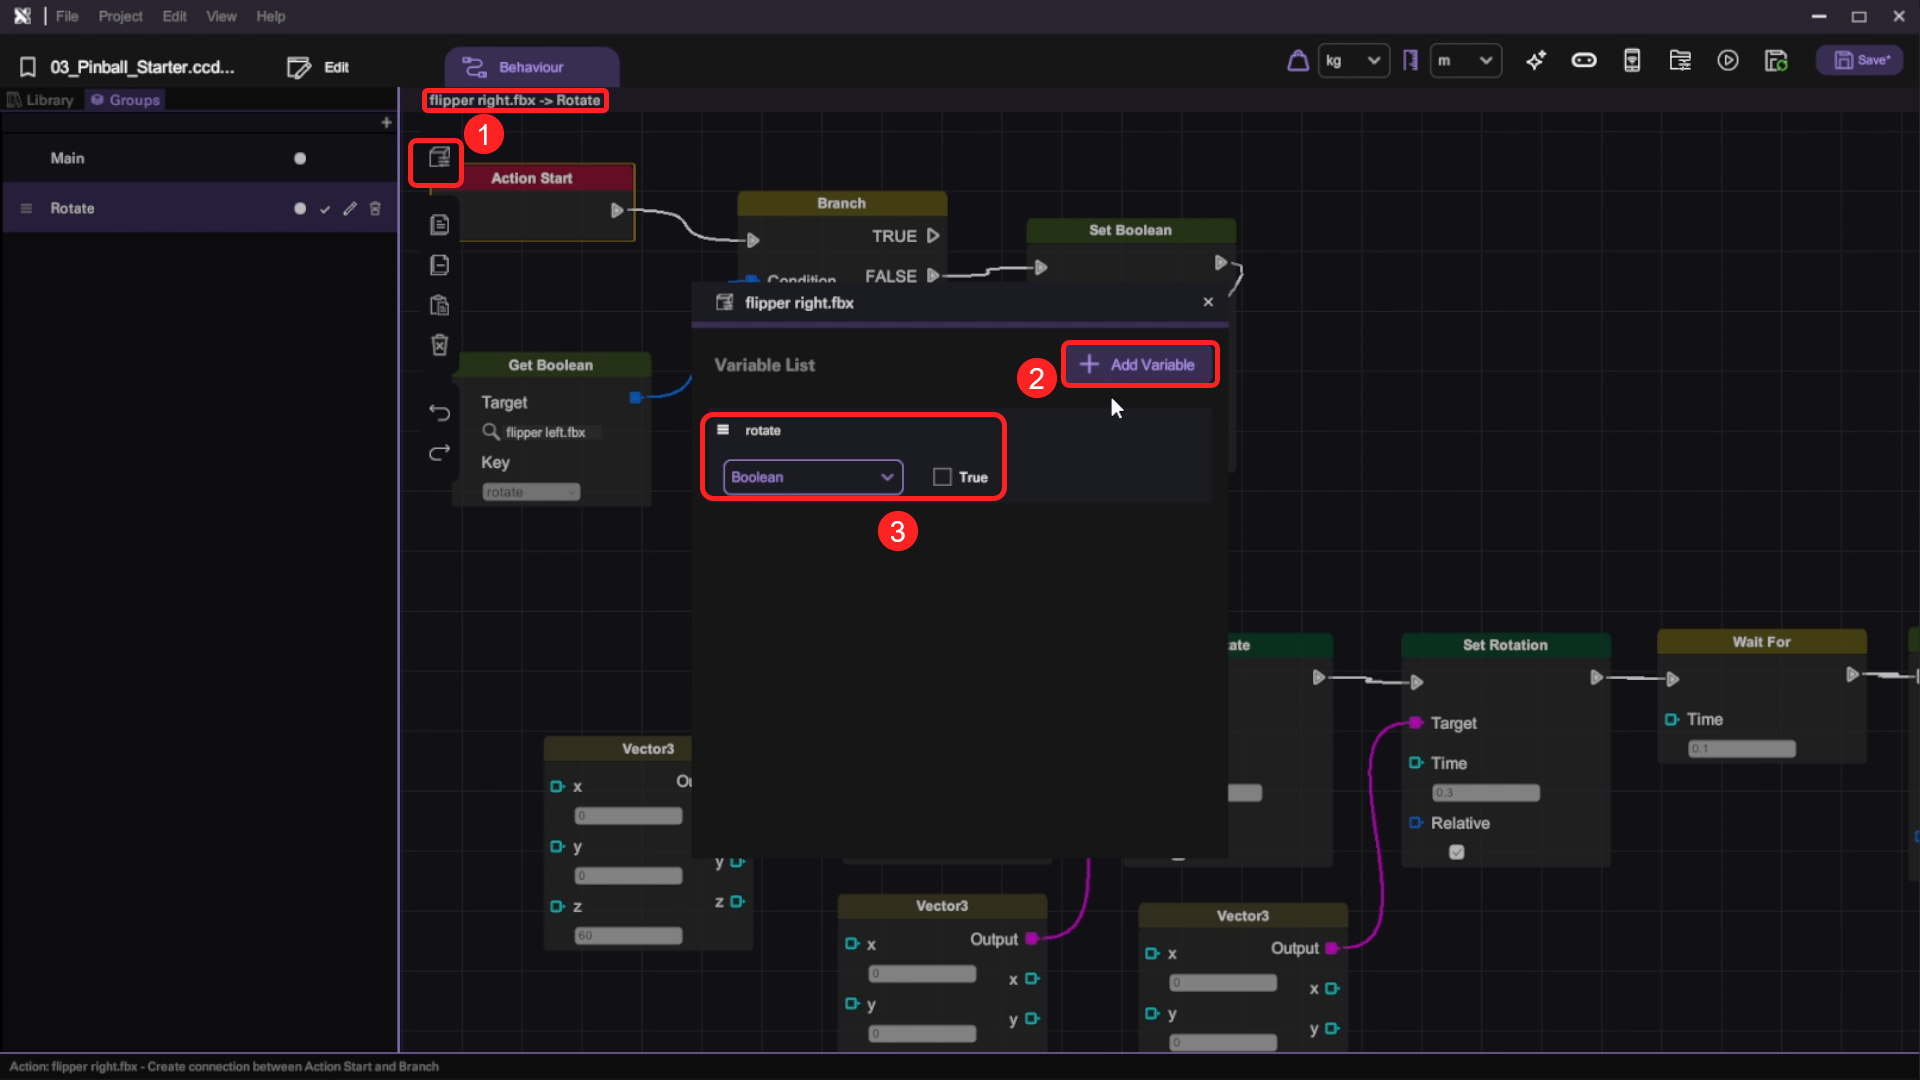 File Project Edit View Help
03_Pinball_Starter.ccd... Edit Behaviour kg m Save*
Library Groups
flipper right.fbx -> Rotate
1
Main
Rotate
Action Start
Branch
TRUE
Condition FALSE
Set Boolean
flipper right.fbx
Variable List
2
Add Variable
rotate
Boolean True
3
Get Boolean
Target
flipper left.fbx
Key
rotate
ate
Set Rotation
Target
Time
0.3
Relative
Wait For
Time
0.1
Vector3
x
0
y
0
y
z z
60
Vector3
Output
x
0
x
y
y
0
Vector3
Output
x
0
x
y
y
0
Action: flipper right.fbx - Create connection between Action Start and Branch